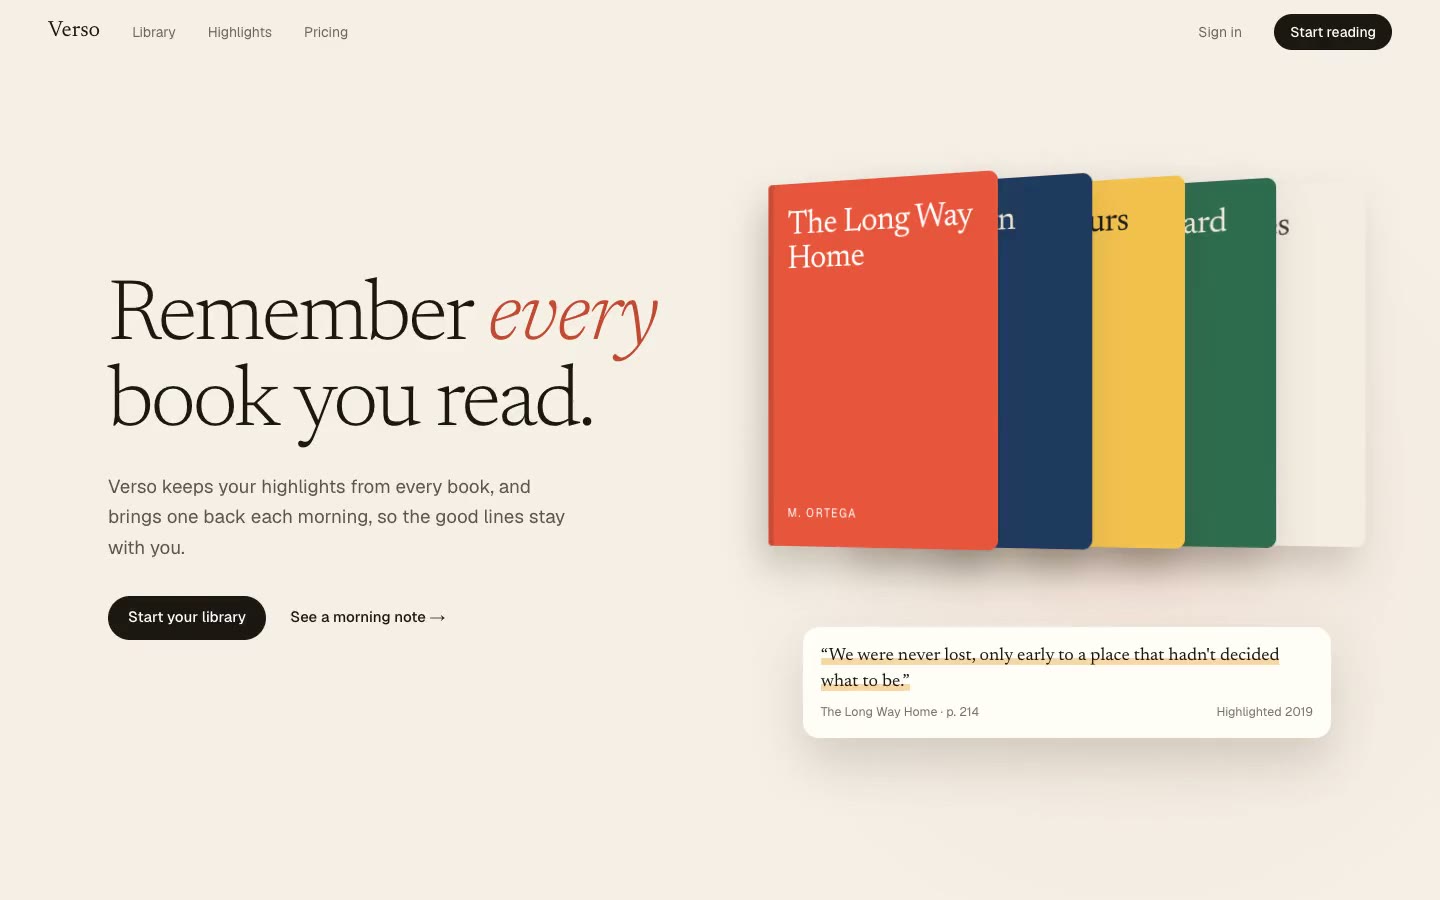 Verso
Library
Highlights
Pricing
Sign in
Start reading
Remember every
book you read.
Verso keeps your highlights from every book, and
brings one back each morning, so the good lines stay
with you.
Start your library
See a morning note →
The Long Way
Home
M. ORTEGA
n
urs
ard
s
“We were never lost, only early to a place that hadn't decided
what to be.”
The Long Way Home · p. 214
Highlighted 2019